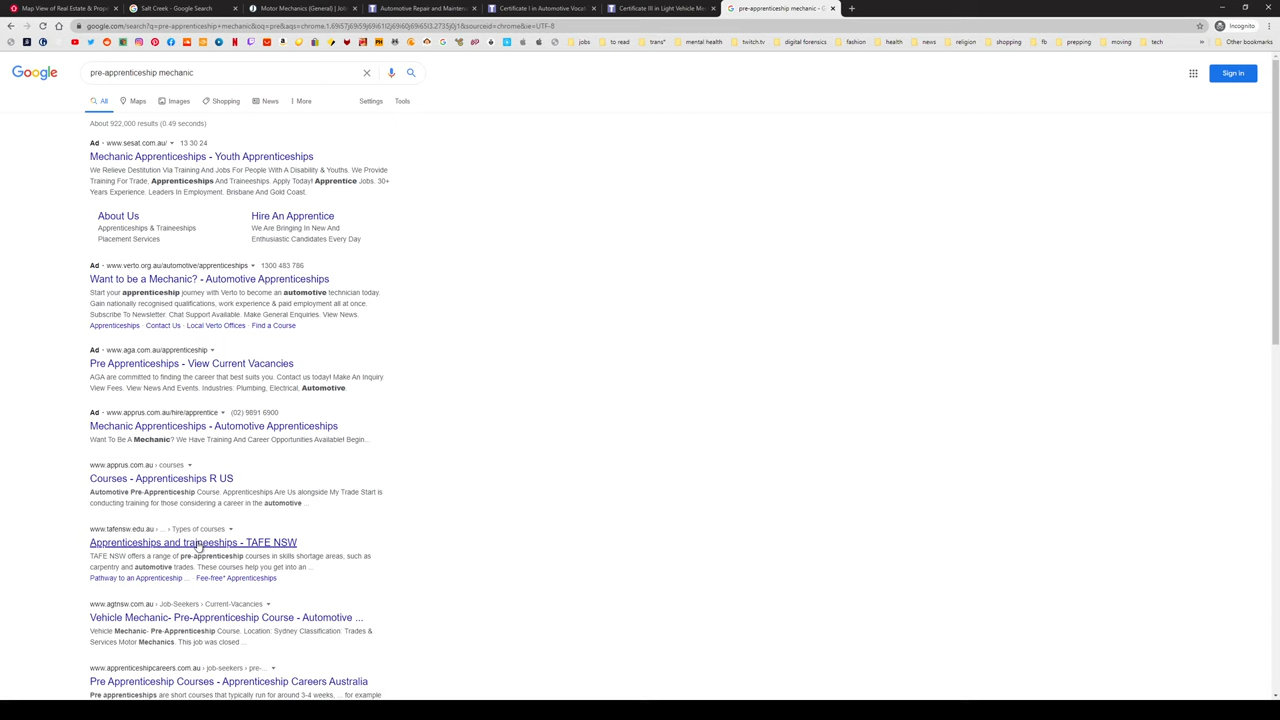 Map View of Real Estate & Prope
Salt Creek - Google Search
Motor Mechanics (General) | Job
Automotive Repair and Maintena
Certificate I in Automotive Vocat
Certificate III in Light Vehicle Me
pre-apprenticeship mechanic - G
google.com/search?q=pre-apprenticeship+mechanic&oq=pre&aqs=chrome.1.69i57j69i59j69i61l2j69i60j69i65l3.2735j0j1&sourceid=chrome&ie=UTF-8
Incognito
jobs
to read
trans*
mental health
twitch.tv
digital forensics
fashion
health
news
religion
shopping
fb
prepping
moving
tech
»
Other bookmarks
Google
pre-apprenticeship mechanic
Sign in
All
Maps
Images
Shopping
News
More
Settings
Tools
About 922,000 results (0.49 seconds)
Ad · www.sesat.com.au/ 13 30 24
Mechanic Apprenticeships - Youth Apprenticeships
We Relieve Destitution Via Training And Jobs For People With A Disability & Youths. We Provide
Training For Trade, Apprenticeships And Traineeships. Apply Today! Apprentice Jobs. 30+
Years Experience. Leaders In Employment. Brisbane And Gold Coast.
About Us
Apprenticeships & Traineeships
Placement Services
Hire An Apprentice
We Are Bringing In New And
Enthusiastic Candidates Every Day
Ad · www.verto.org.au/automotive/apprenticeships 1300 483 786
Want to be a Mechanic? - Automotive Apprenticeships
Start your apprenticeship journey with Verto to become an automotive technician today.
Gain nationally recognised qualifications, work experience & paid employment all at once.
Subscribe To Newsletter. Chat Support Available. Make General Enquiries. View News.
Apprenticeships · Contact Us · Local Verto Offices · Find a Course
Ad · www.aga.com.au/apprenticeship
Pre Apprenticeships - View Current Vacancies
AGA are committed to finding the career that best suits you. Contact us today! Make An Inquiry.
View Fees. View News And Events. Industries: Plumbing, Electrical, Automotive.
Ad · www.apprus.com.au/hire/apprentice (02) 9891 6900
Mechanic Apprenticeships - Automotive Apprenticeships
Want To Be A Mechanic? We Have Training And Career Opportunities Available! Begin...
www.apprus.com.au › courses
Courses - Apprenticeships R US
Automotive Pre-Apprenticeship Course. Apprenticeships Are Us alongside My Trade Start is
conducting training for those considering a career in the automotive ...
www.tafensw.edu.au › ... › Types of courses
Apprenticeships and traineeships - TAFE NSW
TAFE NSW offers a range of pre-apprenticeship courses in skills shortage areas, such as
carpentry and automotive trades. These courses help you get into an ...
Pathway to an Apprenticeship ... · Fee-free* Apprenticeships
www.agtnsw.com.au › Job-Seekers › Current-Vacancies
Vehicle Mechanic- Pre-Apprenticeship Course - Automotive ...
Vehicle Mechanic- Pre-Apprenticeship Course. Location: Sydney Classification: Trades &
Services Motor Mechanics. This job was closed ...
www.apprenticeshipcareers.com.au › job-seekers › pre-...
Pre Apprenticeship Courses - Apprenticeship Careers Australia
Pre apprenticeships are short courses that typically run for around 3-4 weeks, ... for example